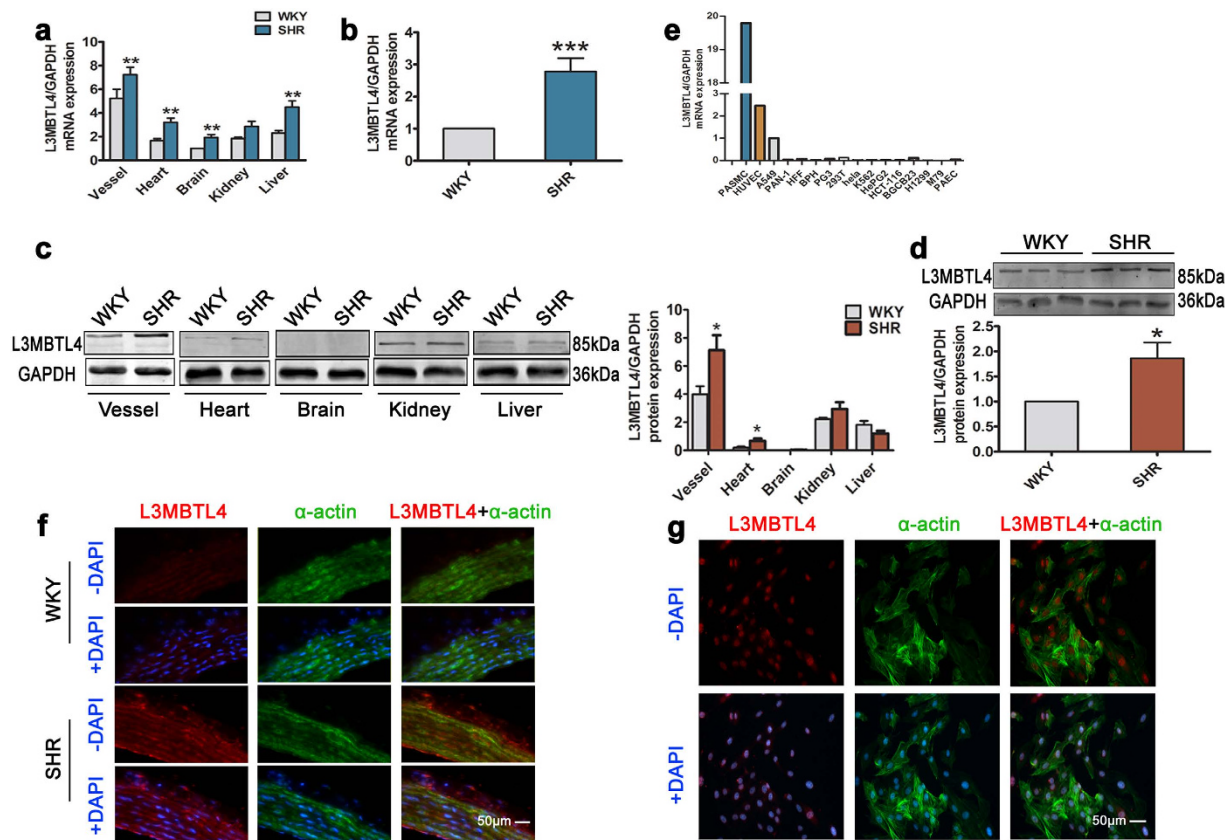 a
WKY
SHR
L3MBTL4/GAPDH
mRNA expression
10
8
6
4
2
0
**
**
**
**
Vessel
Heart
Brain
Kidney
Liver
b
L3MBTL4/GAPDH
mRNA expression
4
3
2
1
0
***
WKY
SHR
e
L3MBTL4/GAPDH
mRNA expression
20
19
18
17
16
3
2
1
0
PASMC
HUVEC
A549
PAN-1
HFF
BPH
PG3
293T
hela
K562
HePG2
HCT-116
BGCB23
H1299
M79
PAEC
c
WKY SHR WKY SHR WKY SHR WKY SHR WKY SHR
L3MBTL4
85kDa
GAPDH
36kDa
Vessel Heart Brain Kidney Liver
L3MBTL4/GAPDH
protein expression
10
8
6
4
2
0
WKY
SHR
*
*
Vessel
Heart
Brain
Kidney
Liver
d
WKY SHR
L3MBTL4
85kDa
GAPDH
36kDa
L3MBTL4/GAPDH
protein expression
2.5
2.0
1.5
1.0
0.5
0.0
*
WKY
SHR
f
L3MBTL4 α-actin L3MBTL4+α-actin
WKY
-DAPI
+DAPI
SHR
-DAPI
+DAPI
50μm
g
L3MBTL4 α-actin L3MBTL4+α-actin
-DAPI
+DAPI
50μm